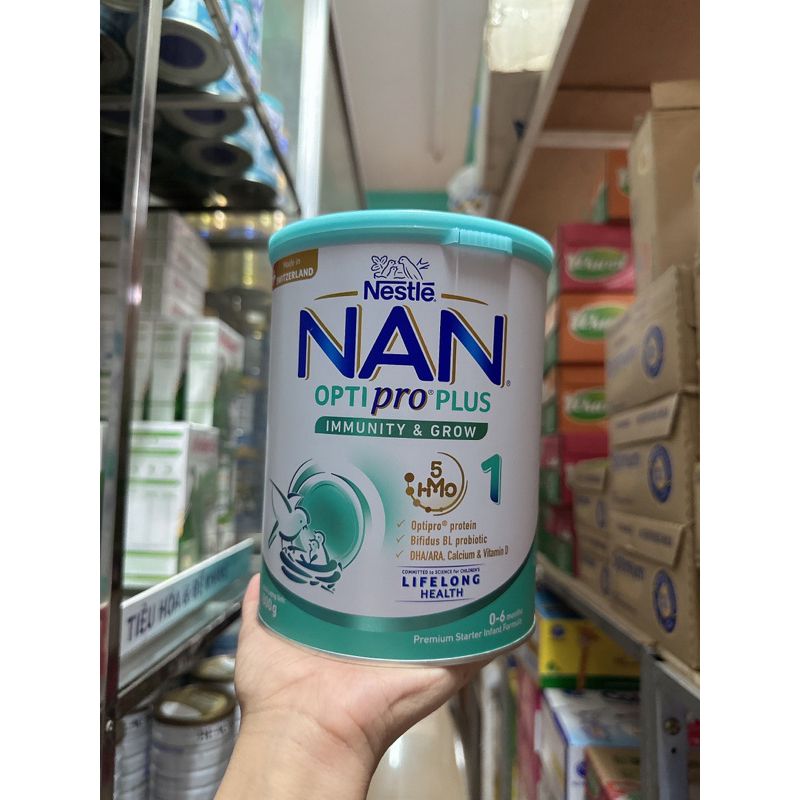 Made in
SWITZERLAND
Nestlé
NAN®
OPTI pro® PLUS
IMMUNITY & GROW
5
HMO
1
✓ Optipro® protein
✓ Bifidus BL probiotic
✓ DHA/ARA, Calcium & Vitamin D
COMMITTED TO SCIENCE for CHILDREN'S
LIFELONG
HEALTH
0-6 months
Premium Starter Infant Formula
TIÊU HÓA &